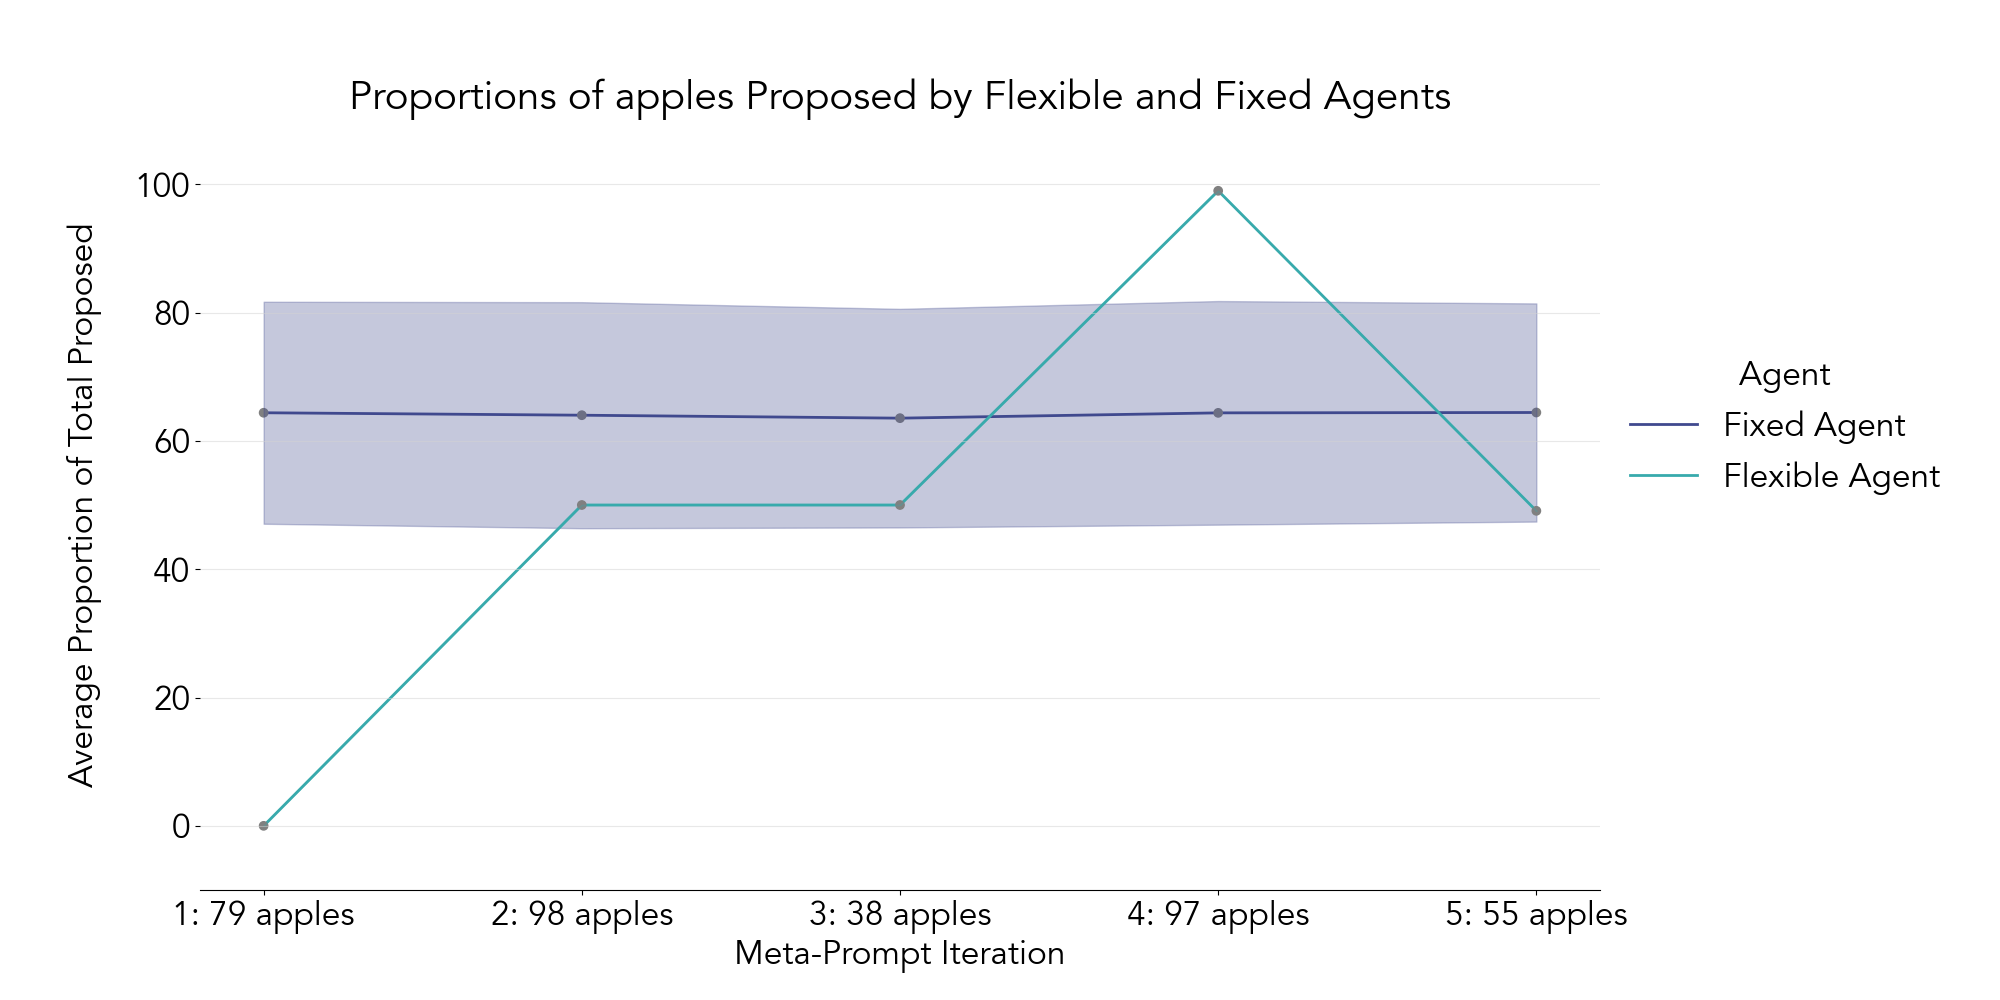 Proportions of apples Proposed by Flexible and Fixed Agents
Average Proportion of Total Proposed
100
80
60
40
20
0
1: 79 apples
2: 98 apples
3: 38 apples
4: 97 apples
5: 55 apples
Meta-Prompt Iteration
Agent
Fixed Agent
Flexible Agent